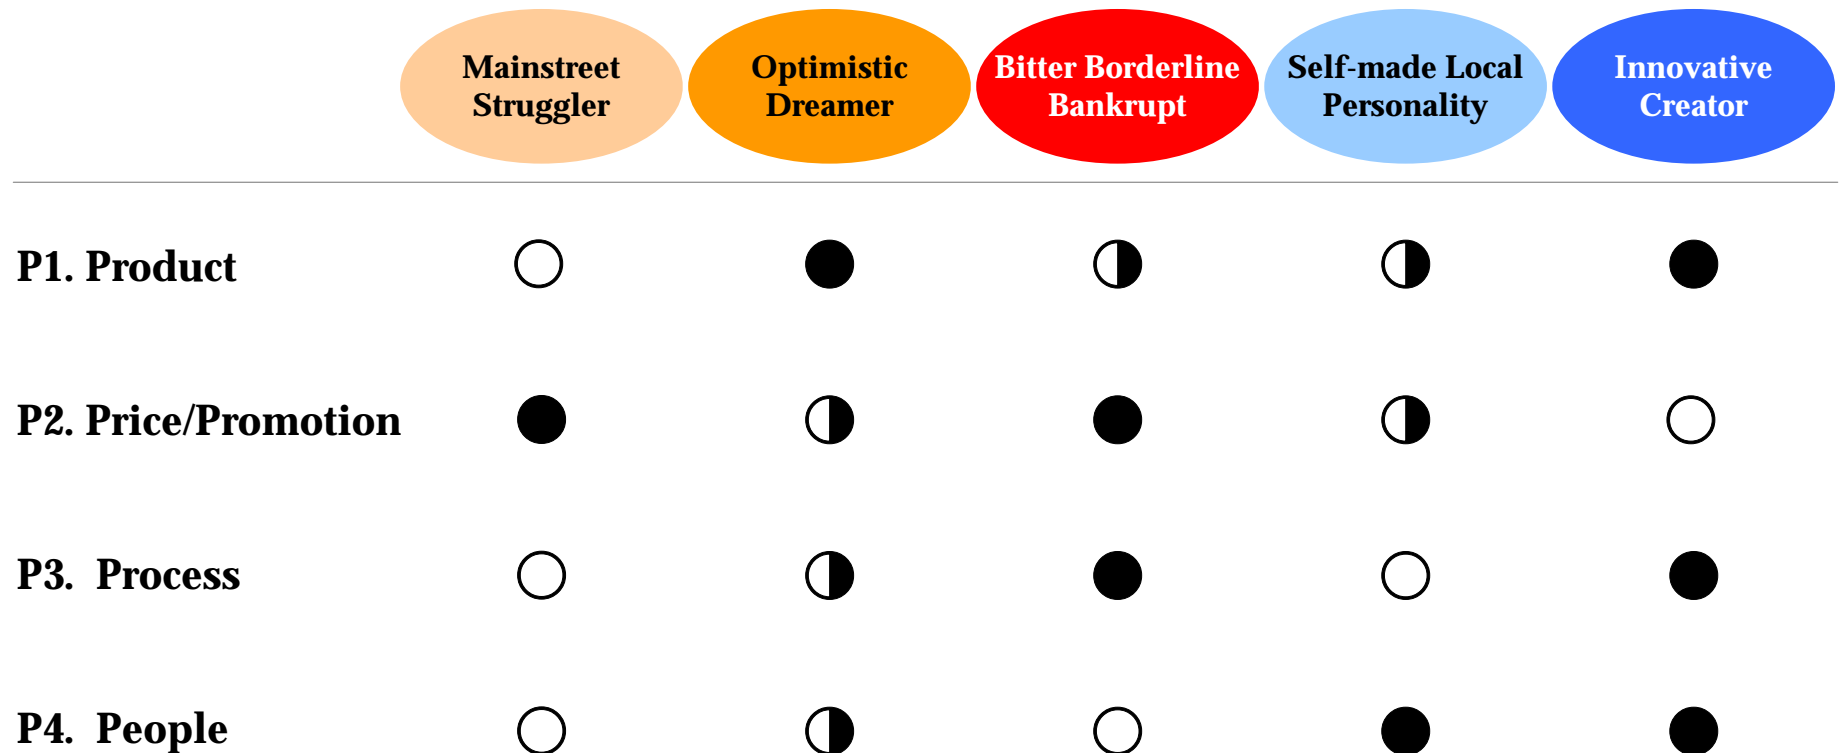 Mainstreet
Struggler
Optimistic
Dreamer
Bitter Borderline
Bankrupt
Self-made Local
Personality
Innovative
Creator
P1. Product
P2. Price/Promotion
P3. Process
P4. People